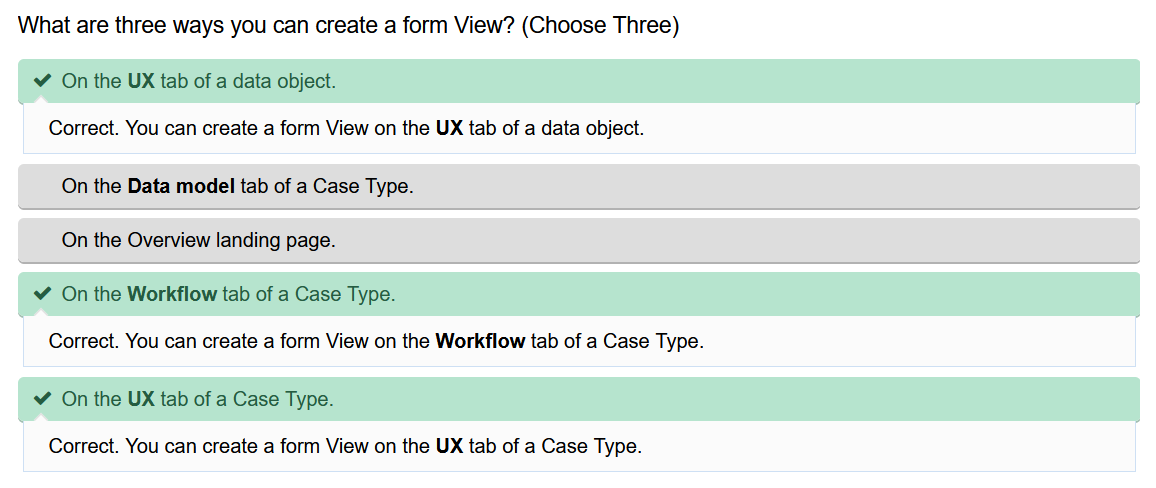 What are three ways you can create a form View? (Choose Three)
On the UX tab of a data object.
Correct. You can create a form View on the UX tab of a data object.
On the Data model tab of a Case Type.
On the Overview landing page.
On the Workflow tab of a Case Type.
Correct. You can create a form View on the Workflow tab of a Case Type.
On the UX tab of a Case Type.
Correct. You can create a form View on the UX tab of a Case Type.